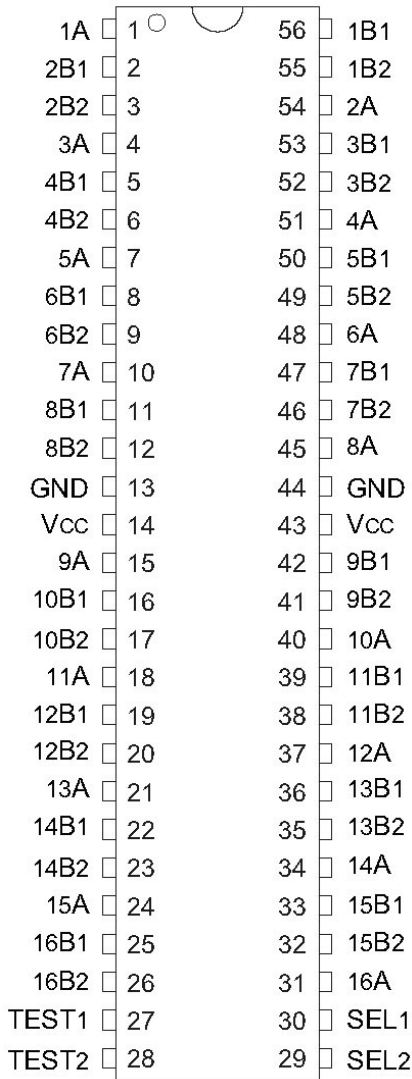 1A 1 56 1B1
2B1 2 55 1B2
2B2 3 54 2A
3A 4 53 3B1
4B1 5 52 3B2
4B2 6 51 4A
5A 7 50 5B1
6B1 8 49 5B2
6B2 9 48 6A
7A 10 47 7B1
8B1 11 46 7B2
8B2 12 45 8A
GND 13 44 GND
Vcc 14 43 Vcc
9A 15 42 9B1
10B1 16 41 9B2
10B2 17 40 10A
11A 18 39 11B1
12B1 19 38 11B2
12B2 20 37 12A
13A 21 36 13B1
14B1 22 35 13B2
14B2 23 34 14A
15A 24 33 15B1
16B1 25 32 15B2
16B2 26 31 16A
TEST1 27 30 SEL1
TEST2 28 29 SEL2